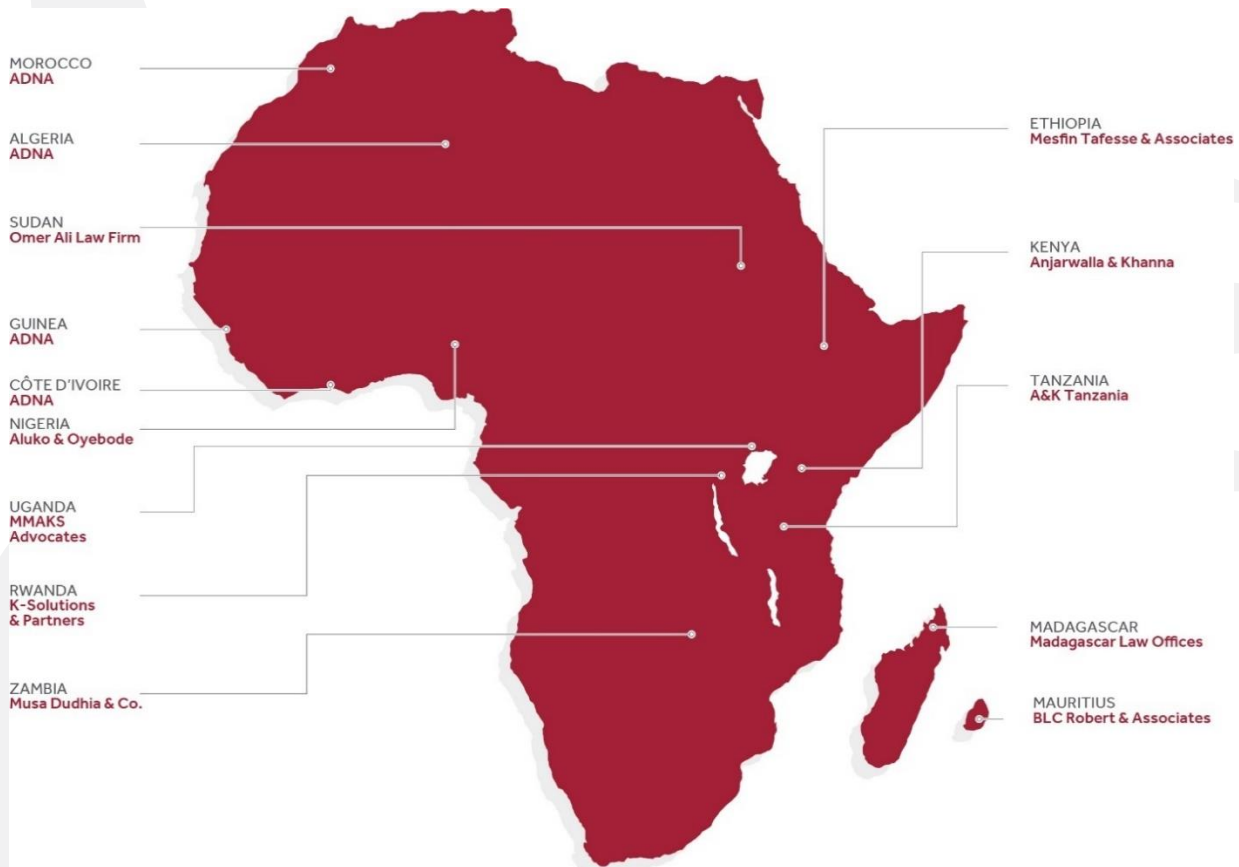 MOROCCO
ADNA
ALGERIA
ADNA
SUDAN
Omer Ali Law Firm
GUINEA
ADNA
CÔTE D'IVOIRE
ADNA
NIGERIA
Aluko & Oyebode
UGANDA
MMAKS
Advocates
RWANDA
K-Solutions
& Partners
ZAMBIA
Musa Dudhia & Co.
ETHIOPIA
Mesfin Tafesse & Associates
KENYA
Anjarwalla & Khanna
TANZANIA
A&K Tanzania
MADAGASCAR
Madagascar Law Offices
MAURITIUS
BLC Robert & Associates